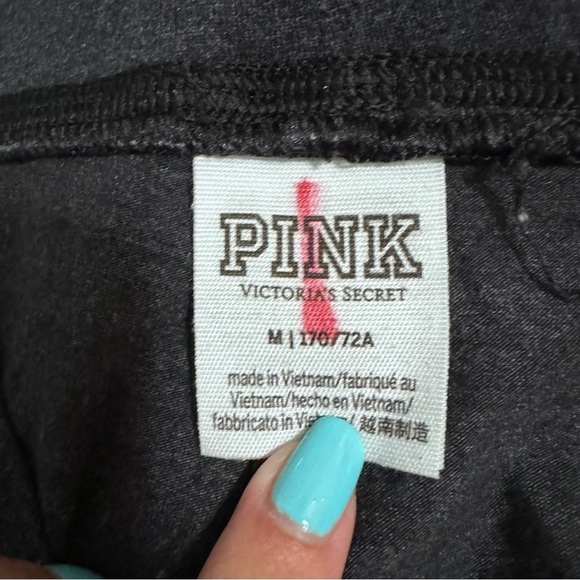 PINK
VICTORIA'S SECRET
M | 170/72A
made in Vietnam/fabriqué au
Vietnam/hecho en Vietnam/
fabbricato in Vietnam/ 越南制造